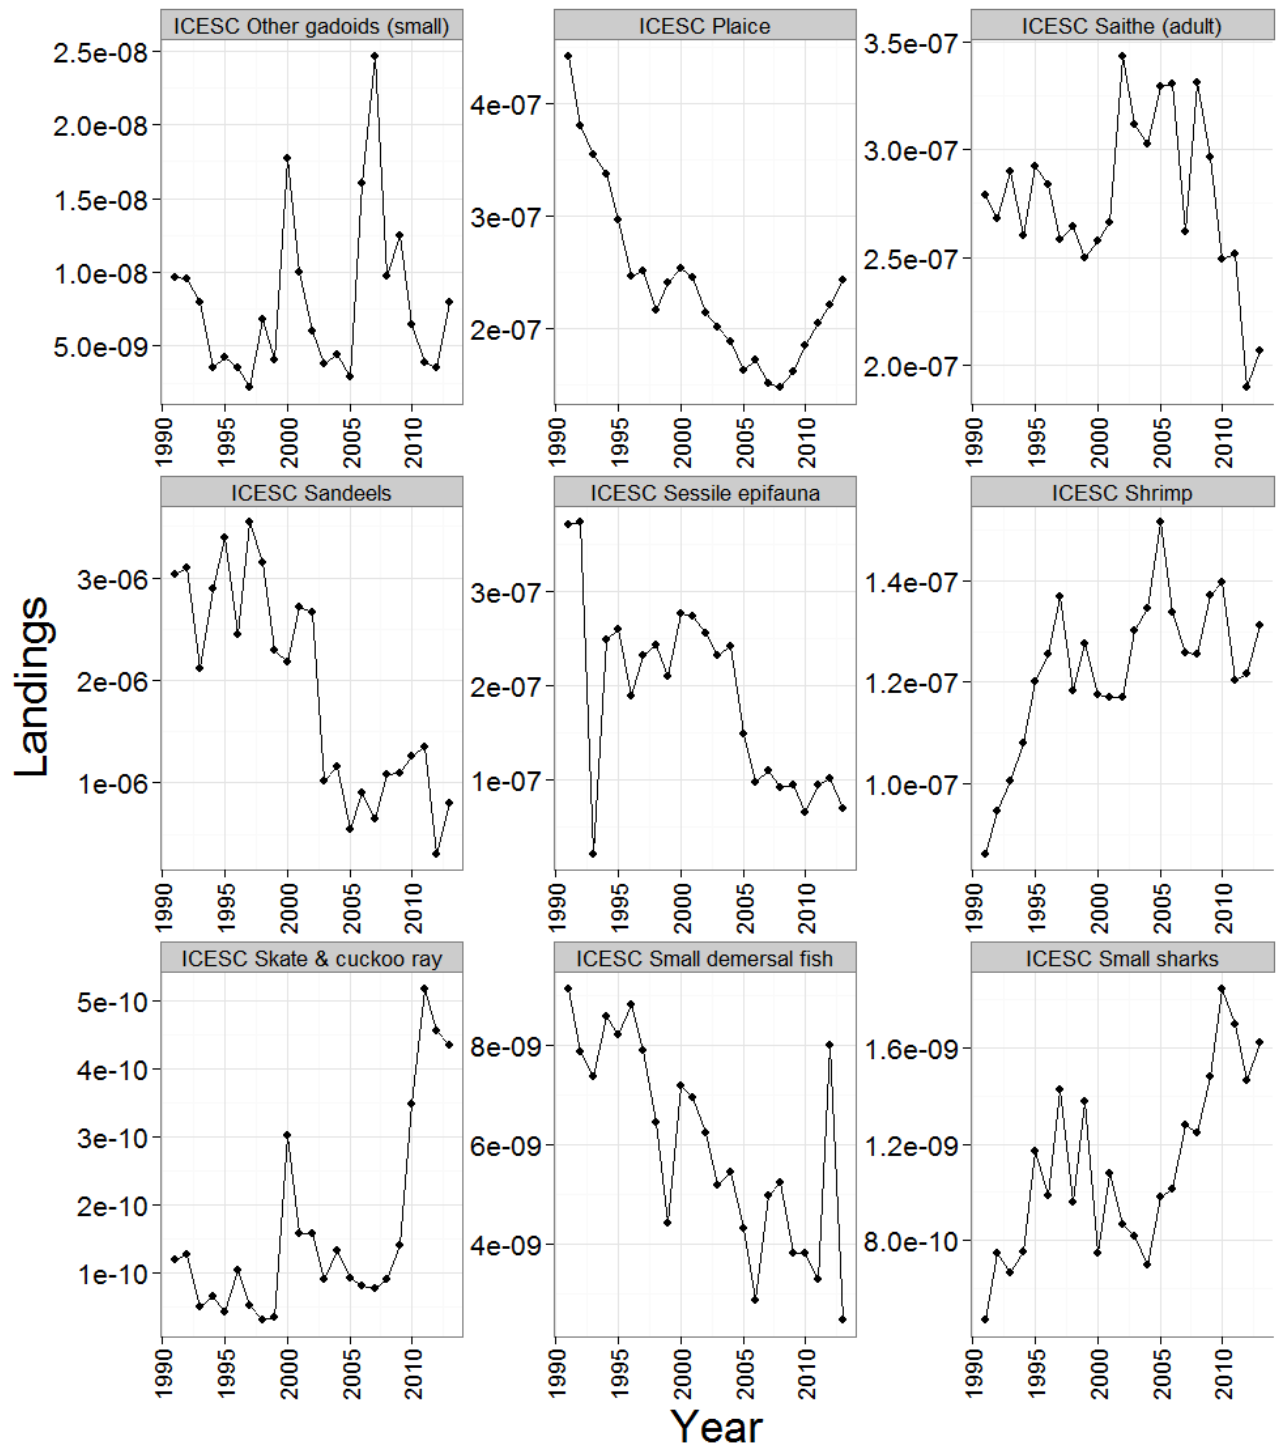 ICESC Other gadoids (small)
ICESC Plaice
ICESC Saithe (adult)
2.5e-08
2.0e-08
1.5e-08
1.0e-08
5.0e-09
4e-07
3e-07
2e-07
3.5e-07
3.0e-07
2.5e-07
2.0e-07
1990 1995 2000 2005 2010
1990 1995 2000 2005 2010
1990 1995 2000 2005 2010
ICESC Sandeels
ICESC Sessile epifauna
ICESC Shrimp
Landings
3e-06
2e-06
1e-06
3e-07
2e-07
1e-07
1.4e-07
1.2e-07
1.0e-07
1990 1995 2000 2005 2010
1990 1995 2000 2005 2010
1990 1995 2000 2005 2010
ICESC Skate & cuckoo ray
ICESC Small demersal fish
ICESC Small sharks
5e-10
4e-10
3e-10
2e-10
1e-10
8e-09
6e-09
4e-09
1.6e-09
1.2e-09
8.0e-10
1990 1995 2000 2005 2010
1990 1995 2000 2005 2010
1990 1995 2000 2005 2010
Year